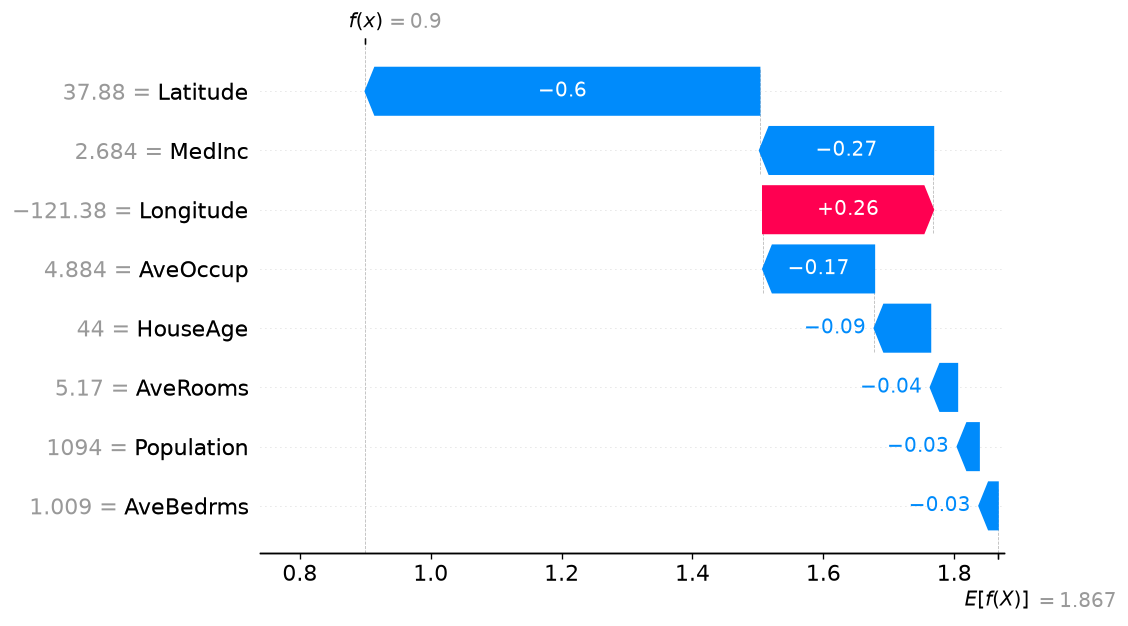 f(x) = 0.9
37.88 = Latitude
−0.6
2.684 = MedInc
−0.27
−121.38 = Longitude
+0.26
4.884 = AveOccup
−0.17
44 = HouseAge
−0.09
5.17 = AveRooms
−0.04
1094 = Population
−0.03
1.009 = AveBedrms
−0.03
0.8 1.0 1.2 1.4 1.6 1.8
E[f(X)] = 1.867